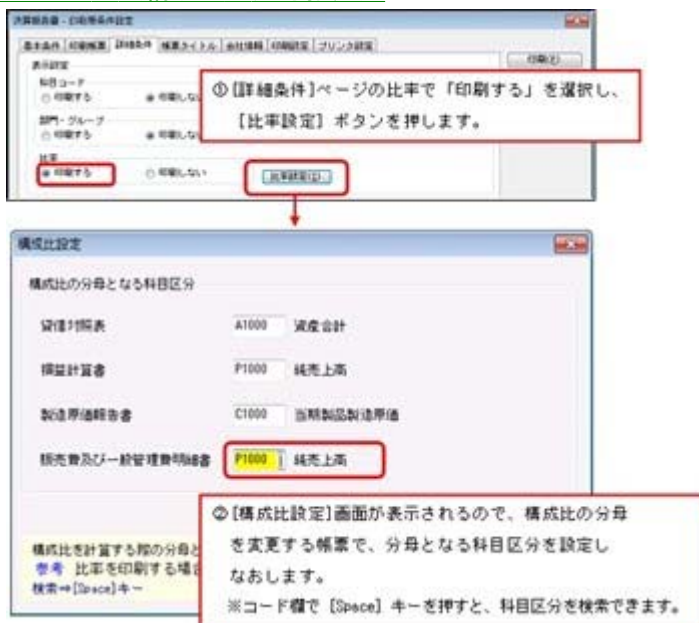 決算報告書 - 印刷等条件設定
基本条件 印刷帳票 詳細条件 帳票タイトル 会社情報 印刷設定 プリンタ設定
表示設定
科目コード
印刷する 印刷しない
部門・グループ
印刷する 印刷しない
比率
印刷する 印刷しない 比率設定
①[詳細条件]ページの比率で「印刷する」を選択し、
[比率設定] ボタンを押します。
構成比設定
構成比の分母となる科目区分
貸借対照表 A1000 資産合計
損益計算書 P1000 純売上高
製造原価報告書 C1000 当期製品製造原価
販売費及び一般管理費明細書 P1000 純売上高
②[構成比設定]画面が表示されるので、構成比の分母
を変更する帳票で、分母となる科目区分を設定し
なおします。
※コード欄で [Space] キーを押すと、科目区分を検索できます。
構成比を計算する際の分母と
参考 比率を印刷する場合
検索⇒[Space]キー